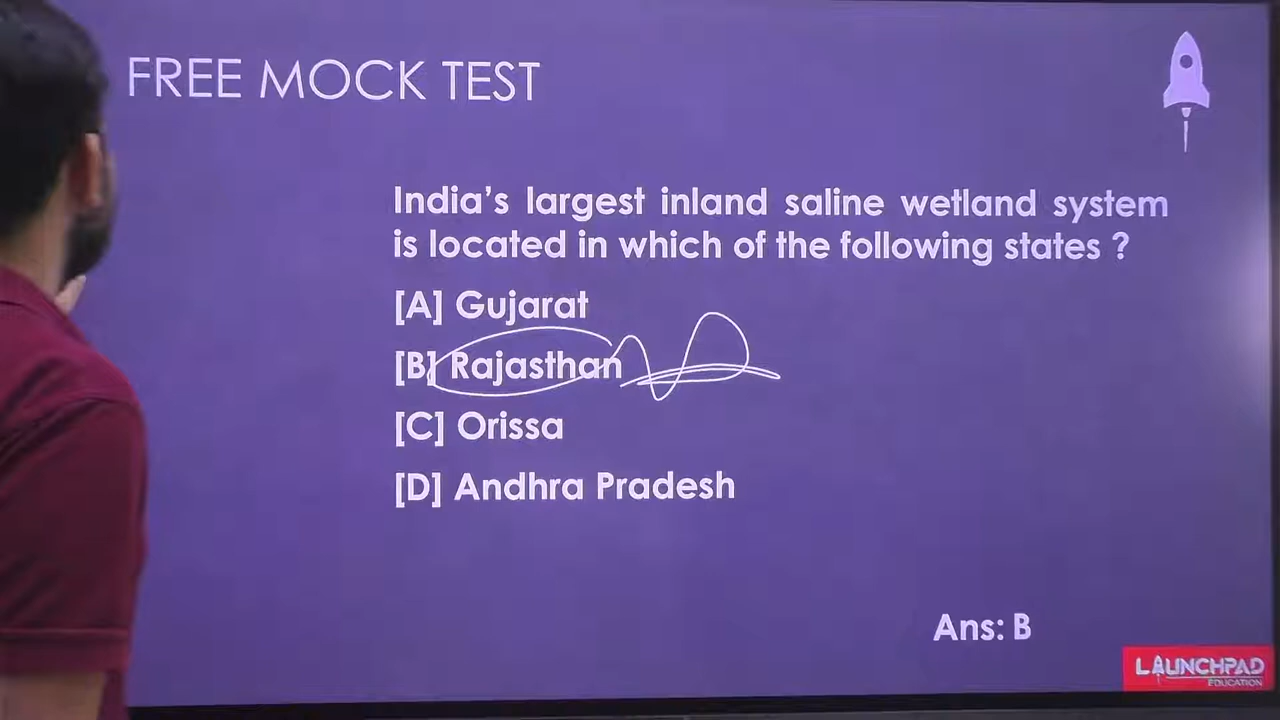 FREE MOCK TEST
India's largest inland saline wetland system
is located in which of the following states ?
[A] Gujarat
[B] Rajasthan
[C] Orissa
[D] Andhra Pradesh
Ans: B
LAUNCHPAD
EDUCATION